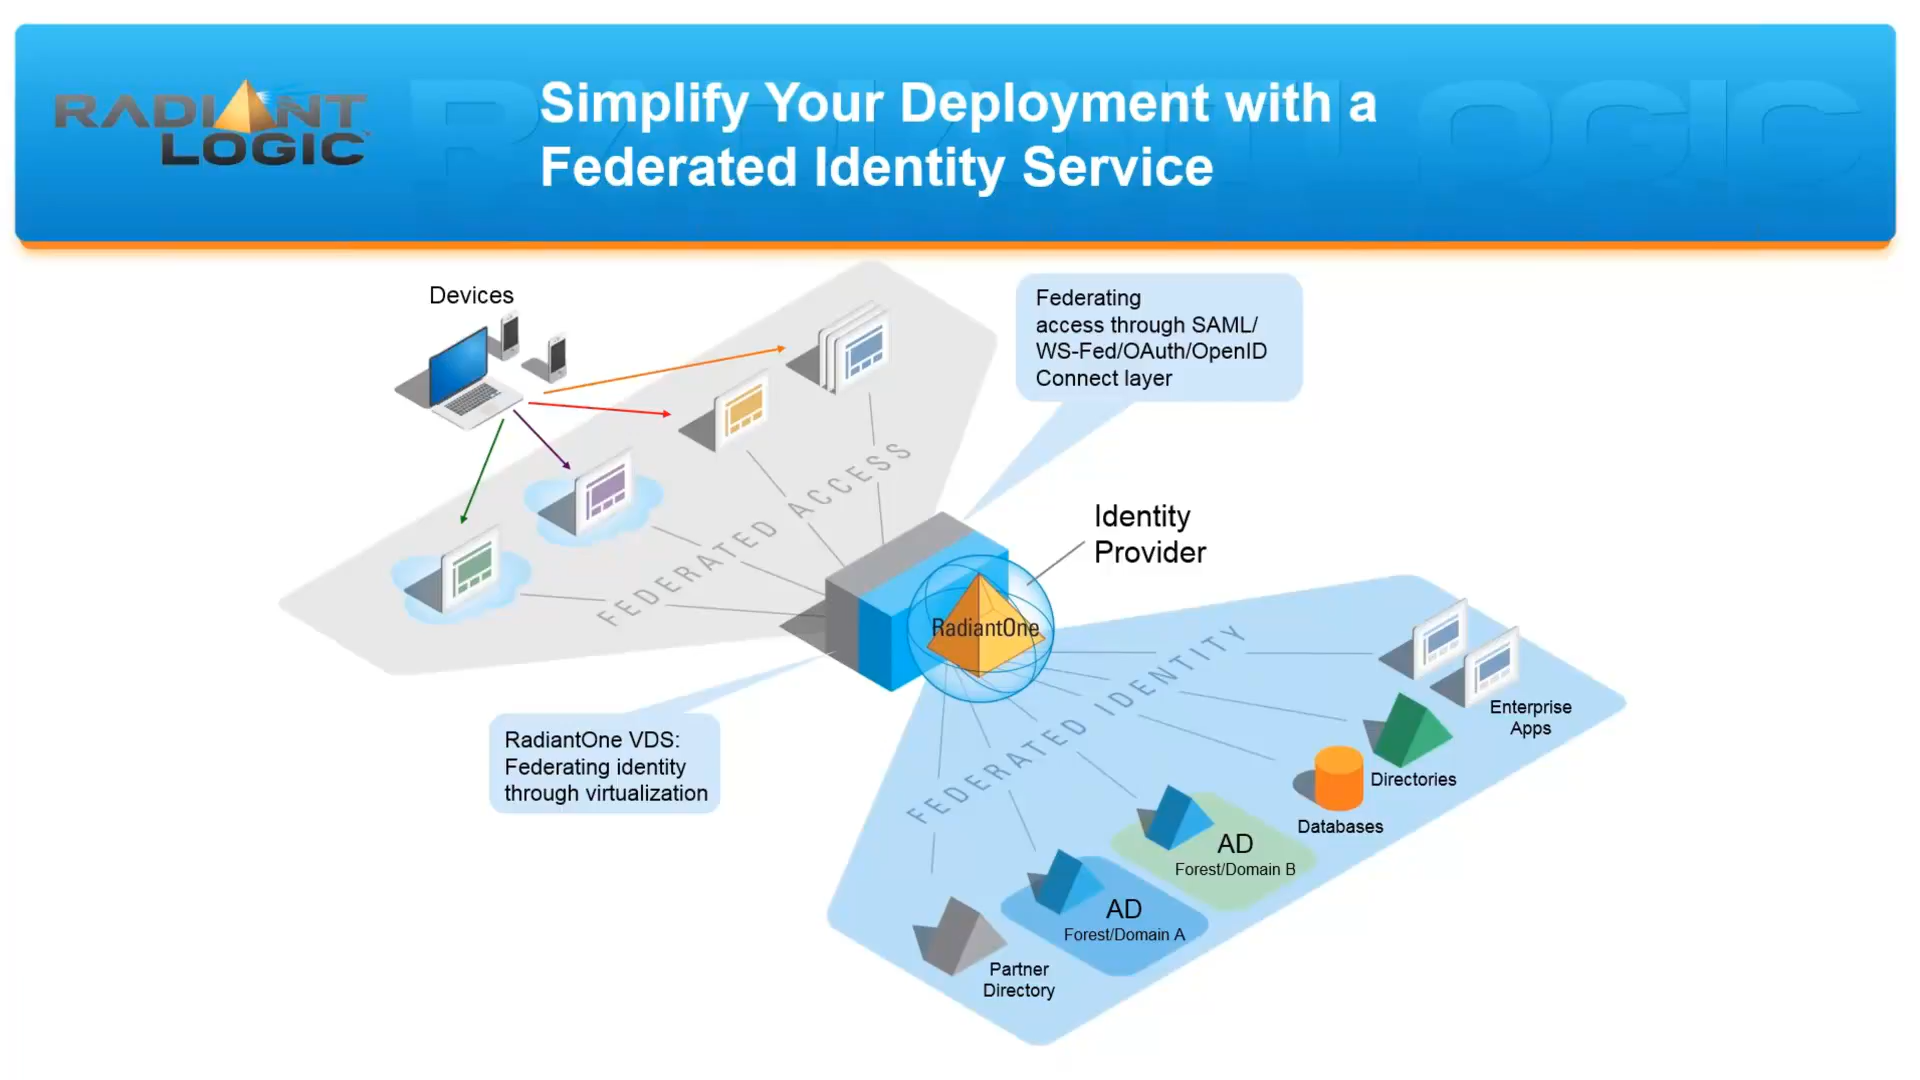 RADIANT
LOGIC
RADIANT LOGIC
Simplify Your Deployment with a
Federated Identity Service
Devices
Federating
access through SAML/
WS-Fed/OAuth/OpenID
Connect layer
FEDERATED ACCESS
Identity
Provider
RadiantOne
FEDERATED IDENTITY
RadiantOne VDS:
Federating identity
through virtualization
Enterprise
Apps
Directories
Databases
AD
Forest/Domain B
AD
Forest/Domain A
Partner
Directory